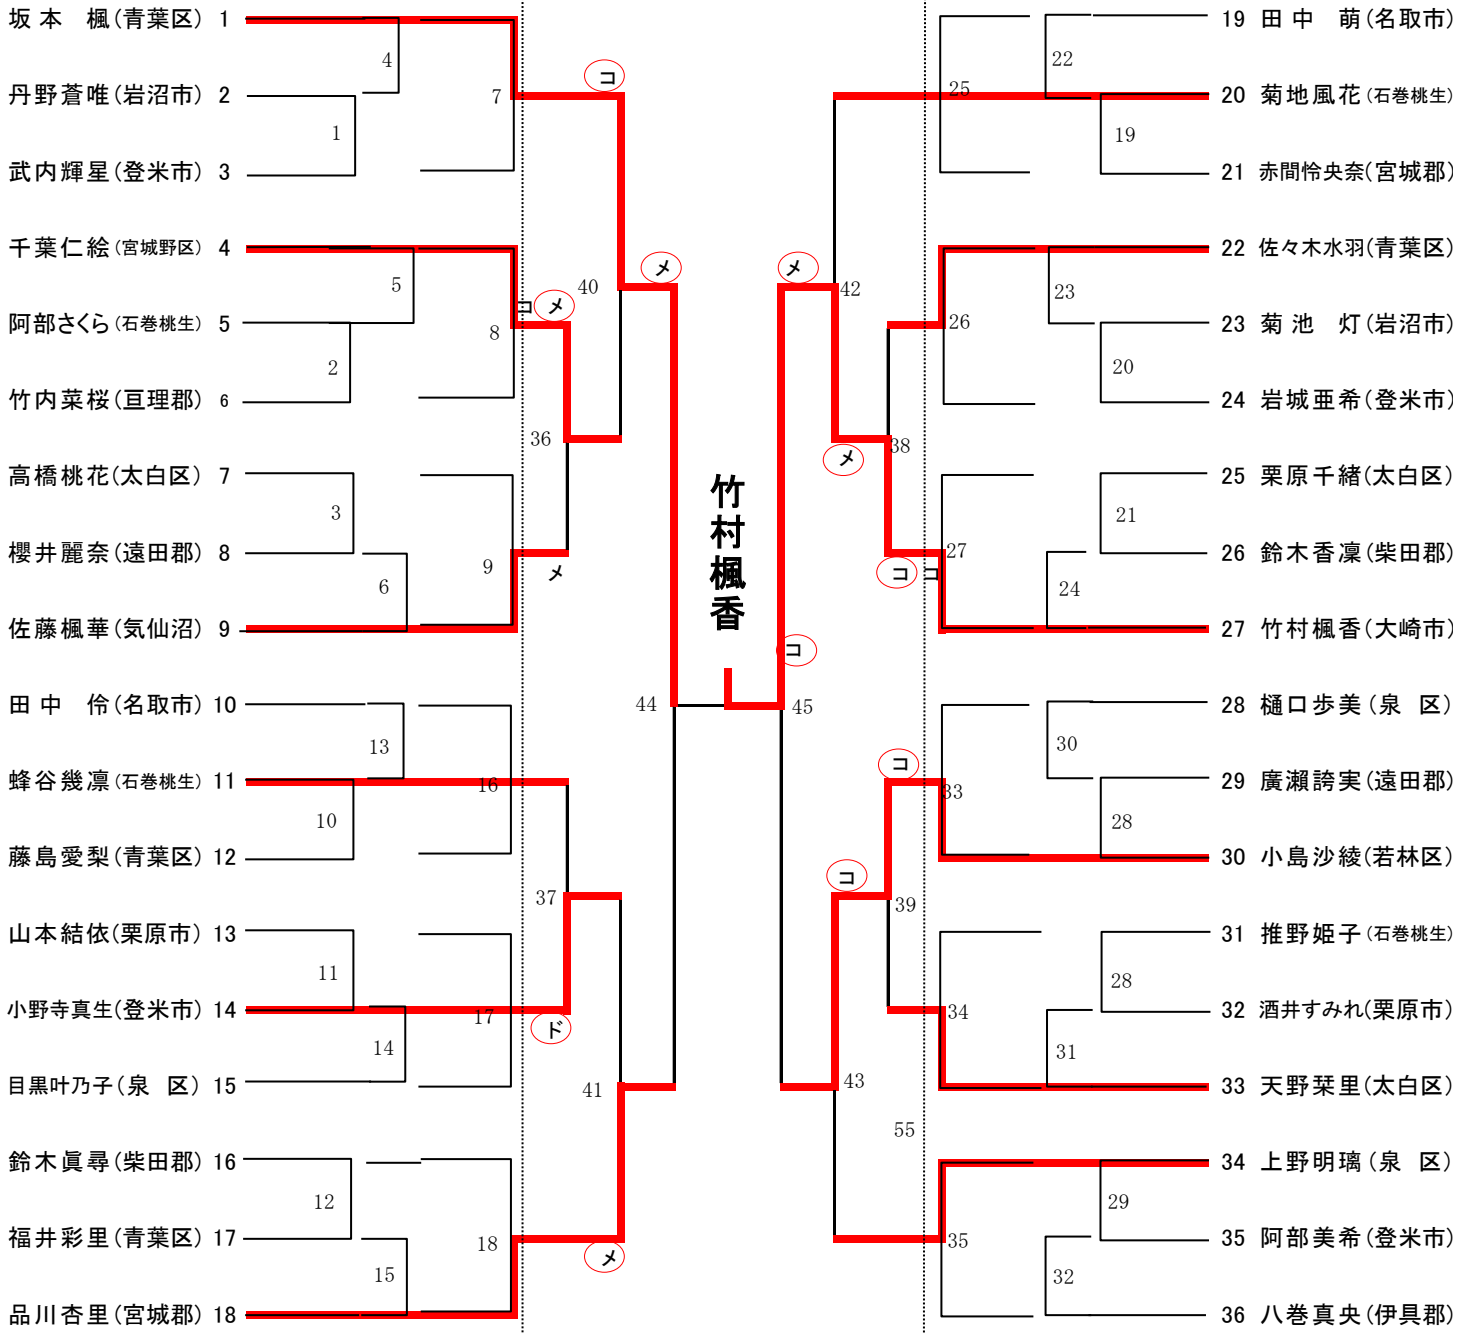 坂本　楓(青葉区) 1
丹野蒼唯(岩沼市) 2
武内輝星(登米市) 3
千葉仁絵(宮城野区) 4
阿部さくら(石巻桃生) 5
竹内菜桜(亘理郡) 6
高橋桃花(太白区) 7
櫻井麗奈(遠田郡) 8
佐藤楓華(気仙沼) 9
田中　伶(名取市) 10
蜂谷幾凛(石巻桃生) 11
藤島愛梨(青葉区) 12
山本結依(栗原市) 13
小野寺真生(登米市) 14
目黒叶乃子(泉　区) 15
鈴木眞尋(柴田郡) 16
福井彩里(青葉区) 17
品川杏里(宮城郡) 18
4
1
7
5
2
8
3
6
9
13
10
16
11
14
17
12
15
18
コ
コ
メ
メ
ド
メ
40
36
37
41
メ
44
竹村楓香
メ
コ
45
42
メ
38
コ
コ
コ
コ
39
43
55
25
26
27
33
34
35
22
19
23
20
21
24
30
28
28
31
29
32
19 田中　萌(名取市)
20 菊地風花(石巻桃生)
21 赤間怜央奈(宮城郡)
22 佐々木水羽(青葉区)
23 菊池　灯(岩沼市)
24 岩城亜希(登米市)
25 栗原千緒(太白区)
26 鈴木香凜(柴田郡)
27 竹村楓香(大崎市)
28 樋口歩美(泉　区)
29 廣瀬誇実(遠田郡)
30 小島沙綾(若林区)
31 推野姫子(石巻桃生)
32 酒井すみれ(栗原市)
33 天野栞里(太白区)
34 上野明璃(泉　区)
35 阿部美希(登米市)
36 八巻真央(伊具郡)